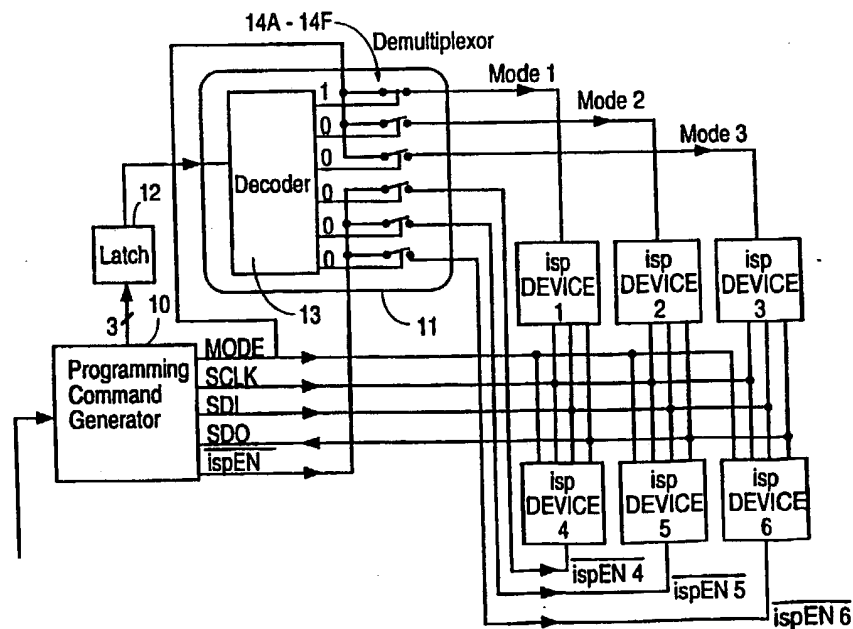 14A - 14F
Demultiplexor
Mode 1
Mode 2
Mode 3
1
0
0
0
0
0
Decoder
12
Latch
3
10
13
11
isp
DEVICE
1
isp
DEVICE
2
isp
DEVICE
3
Programming
Command
Generator
MODE
SCLK
SDI
SDO
ispEN
isp
DEVICE
4
isp
DEVICE
5
isp
DEVICE
6
ispEN 4
ispEN 5
ispEN 6